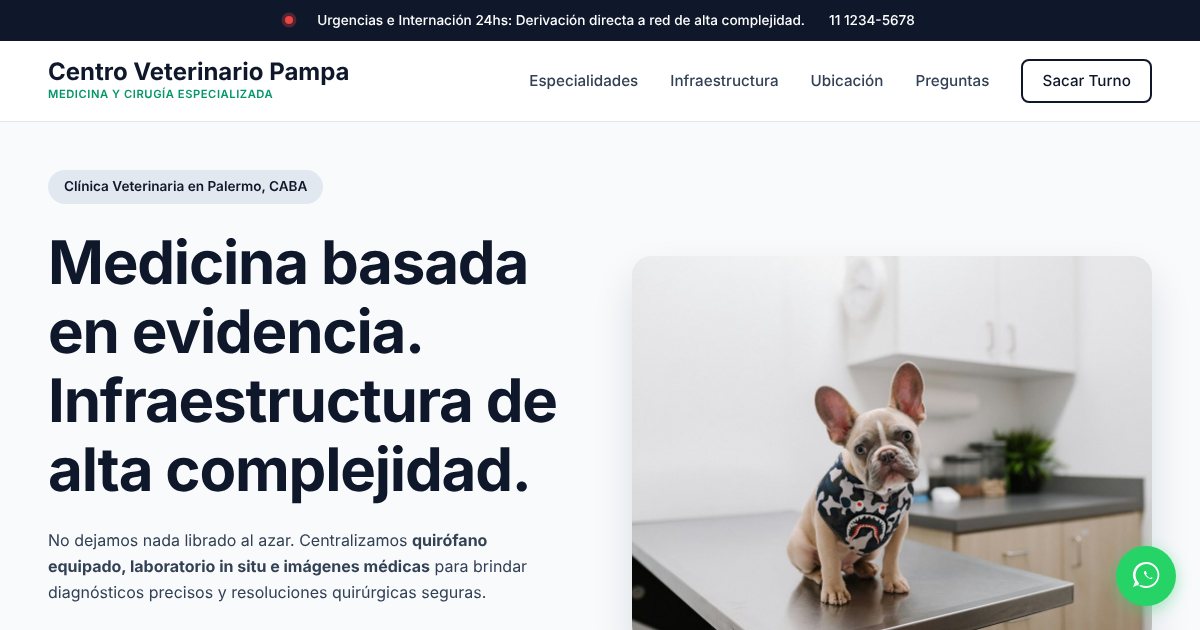 Urgencias e Internación 24hs: Derivación directa a red de alta complejidad. 11 1234-5678
Centro Veterinario Pampa
MEDICINA Y CIRUGÍA ESPECIALIZADA
Especialidades Infraestructura Ubicación Preguntas Sacar Turno
Clínica Veterinaria en Palermo, CABA
Medicina basada
en evidencia.
Infraestructura de
alta complejidad.
No dejamos nada librado al azar. Centralizamos quirófano
equipado, laboratorio in situ e imágenes médicas para brindar
diagnósticos precisos y resoluciones quirúrgicas seguras.